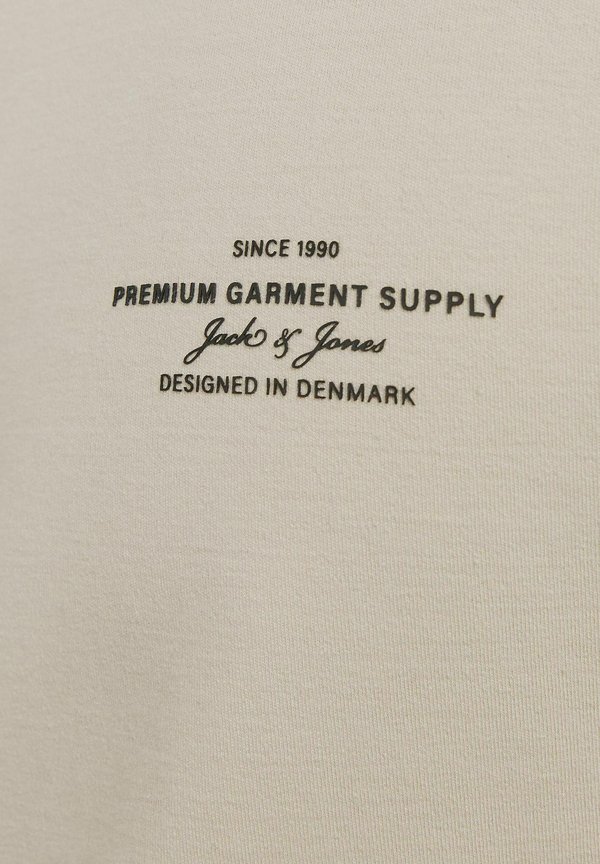 SINCE 1990
PREMIUM GARMENT SUPPLY
Jack & Jones
DESIGNED IN DENMARK